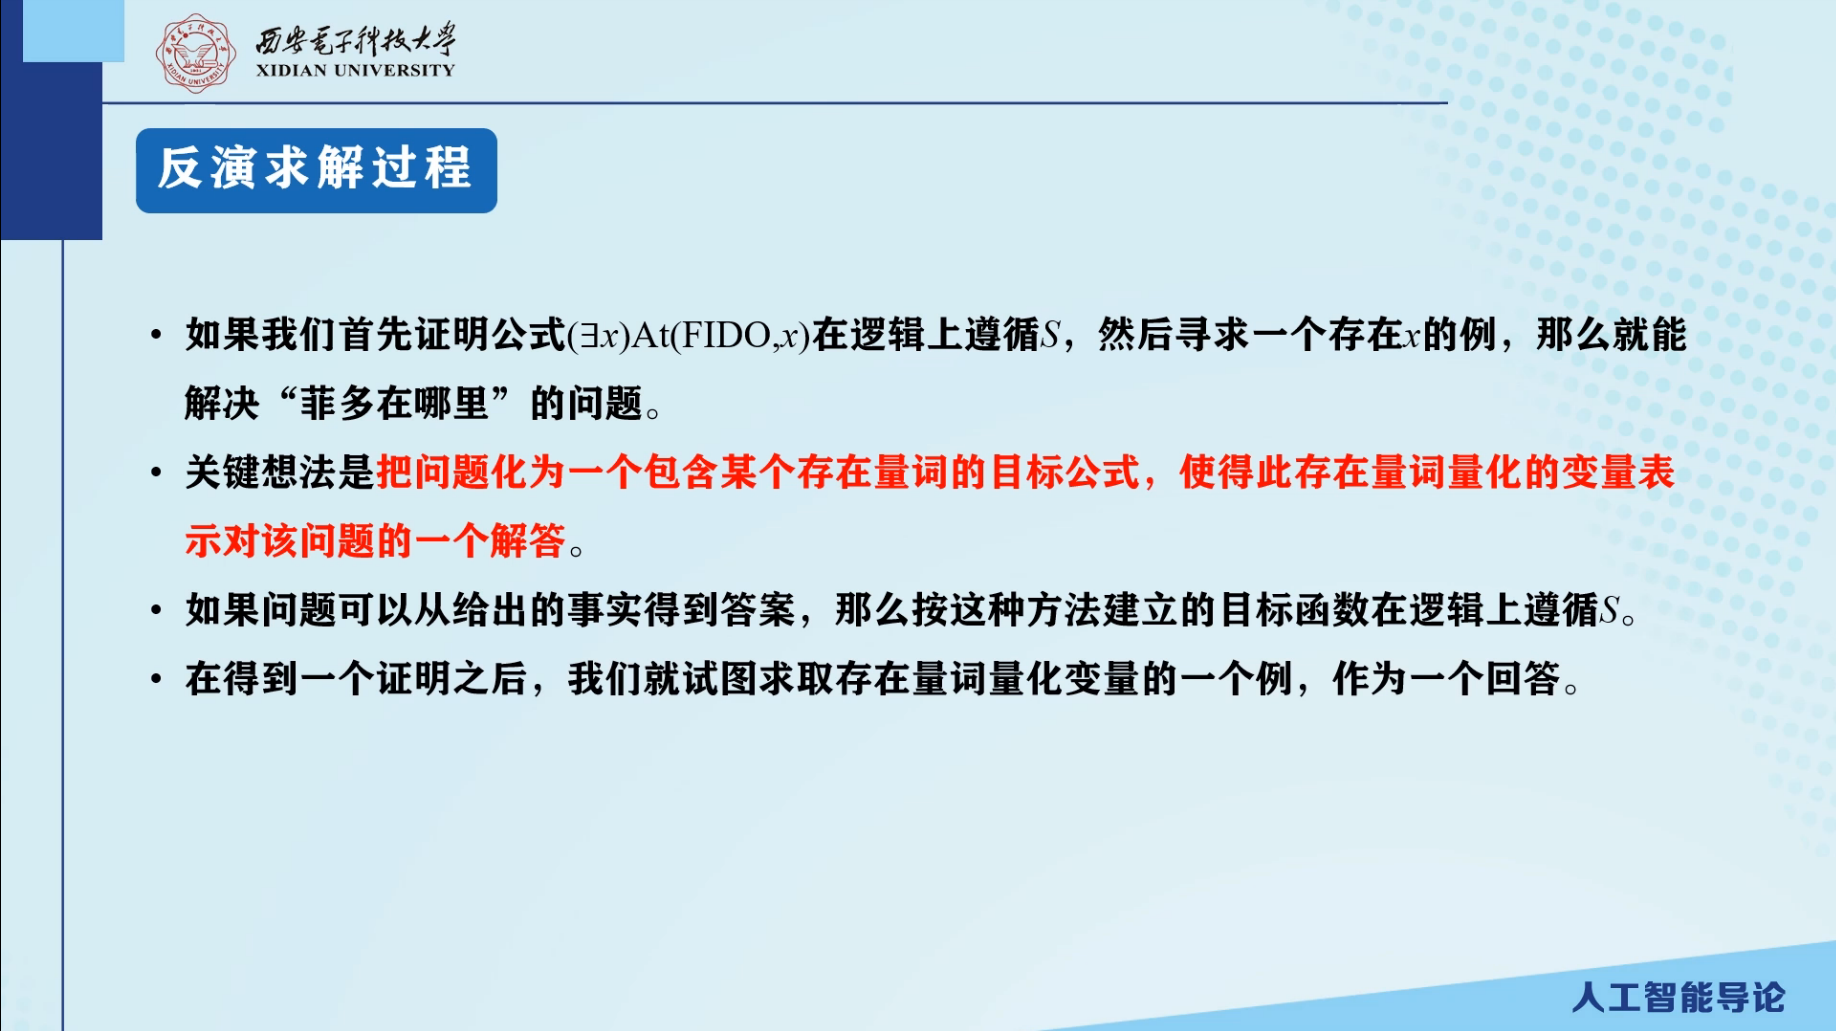 西安电子科技大学
XIDIAN UNIVERSITY
反演求解过程
• 如果我们首先证明公式(∃x)At(FIDO,x)在逻辑上遵循S，然后寻求一个存在x的例，那么就能
解决“菲多在哪里”的问题。
• 关键想法是把问题化为一个包含某个存在量词的目标公式，使得此存在量词量化的变量表
示对该问题的一个解答。
• 如果问题可以从给出的事实得到答案，那么按这种方法建立的目标函数在逻辑上遵循S。
• 在得到一个证明之后，我们就试图求取存在量词量化变量的一个例，作为一个回答。
人工智能导论